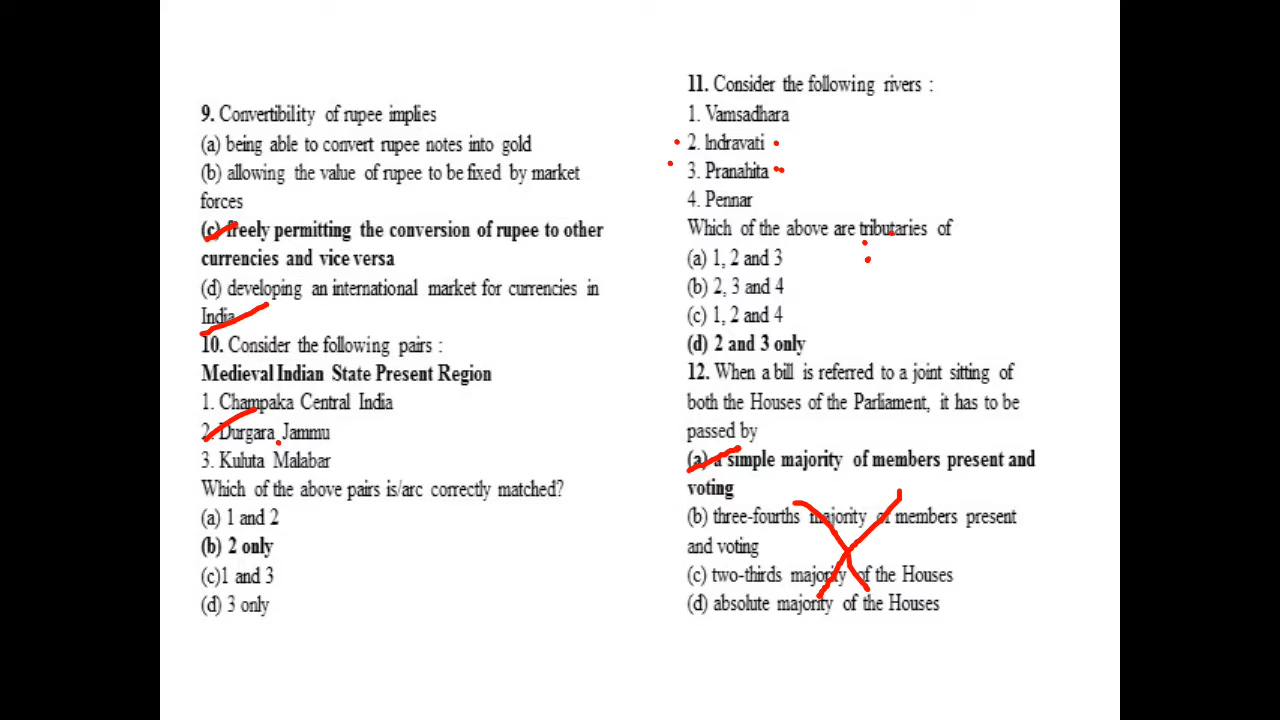 9. Convertibility of rupee implies
(a) being able to convert rupee notes into gold
(b) allowing the value of rupee to be fixed by market
forces
(c) freely permitting the conversion of rupee to other
currencies and vice versa
(d) developing an international market for currencies in
India
10. Consider the following pairs :
Medieval Indian State Present Region
1. Champaka Central India
2. Durgara Jammu
3. Kuluta Malabar
Which of the above pairs is/arc correctly matched?
(a) 1 and 2
(b) 2 only
(c)1 and 3
(d) 3 only
11. Consider the following rivers :
1. Vamsadhara
2. Indravati
3. Pranahita
4. Pennar
Which of the above are tributaries of
(a) 1, 2 and 3
(b) 2, 3 and 4
(c) 1, 2 and 4
(d) 2 and 3 only
12. When a bill is referred to a joint sitting of
both the Houses of the Parliament, it has to be
passed by
(a) a simple majority of members present and
voting
(b) three-fourths majority of members present
and voting
(c) two-thirds majority of the Houses
(d) absolute majority of the Houses